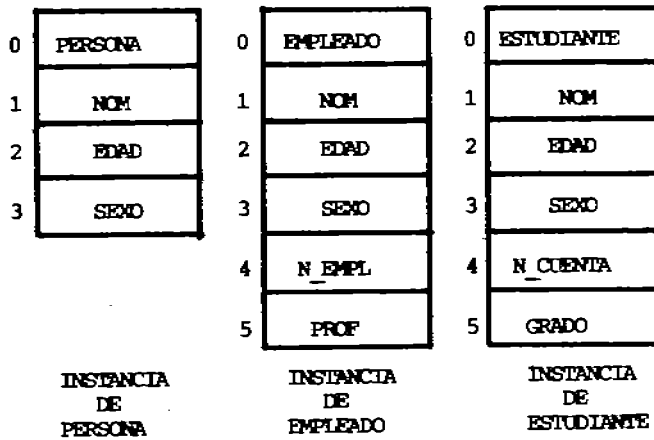 0 PERSONA
1 NOM
2 EDAD
3 SEXO
INSTANCIA
DE
PERSONA
0 EMPLEADO
1 NOM
2 EDAD
3 SEXO
4 N_EMPL
5 PROF
INSTANCIA
DE
EMPLEADO
0 ESTUDIANTE
1 NOM
2 EDAD
3 SEXO
4 N_CUENTA
5 GRADO
INSTANCIA
DE
ESTUDIANTE